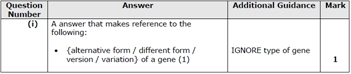 Question Number
Answer
Additional Guidance
Mark
(i)
A answer that makes reference to the
following:
• {alternative form / different form /
version / variation} of a gene (1)
IGNORE type of gene
1